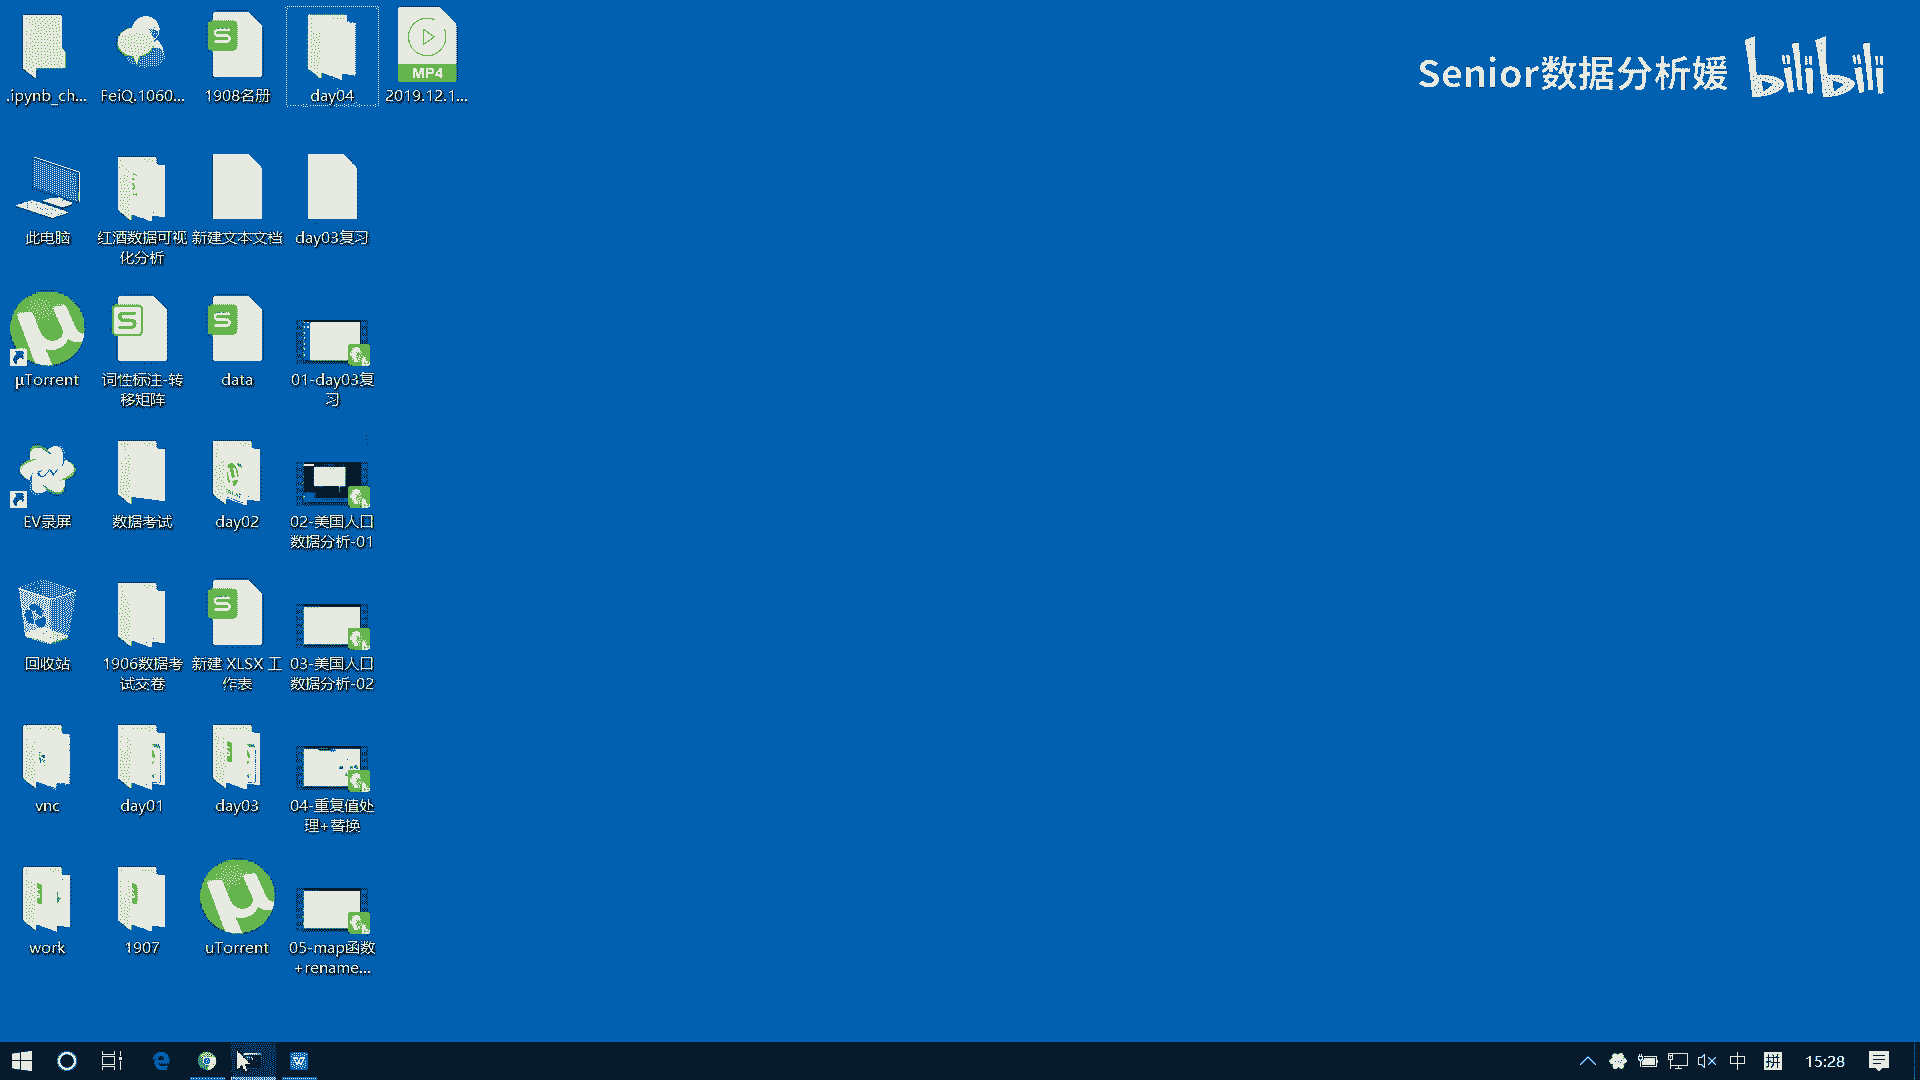 .ipynb_ch...
FeiQ.1060...
1908名册
day04
MP4
2019.12.1...
Senior数据分析媛
bilibili
此电脑
红酒数据可视
化分析
新建文本文档
day03复习
µTorrent
词性标注-转
移矩阵
data
01-day03复
习
EV录屏
数据考试
day02
02-美国人口
数据分析-01
回收站
1906数据考
试交卷
新建 XLSX 工
作表
03-美国人口
数据分析-02
vnc
day01
day03
04-重复值处
理+替换
work
1907
uTorrent
05-map函数
+rename...
中
拼
15:28